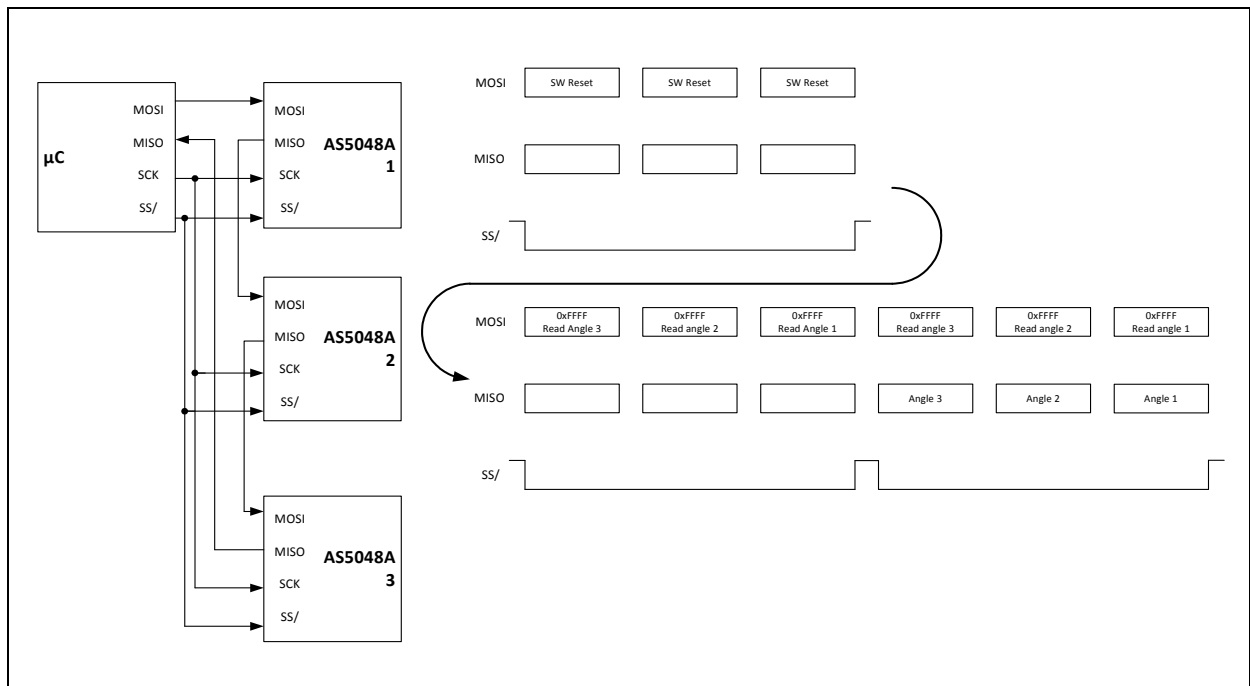 µC
MOSI
MISO
SCK
SS/
MOSI
MISO
SCK
SS/
AS5048A
1
MOSI
MISO
SCK
SS/
AS5048A
2
MOSI
MISO
SCK
SS/
AS5048A
3
MOSI
SW Reset
SW Reset
SW Reset
MISO
SS/
MOSI
0xFFFF
Read Angle 3
0xFFFF
Read angle 2
0xFFFF
Read Angle 1
0xFFFF
Read angle 3
0xFFFF
Read angle 2
0xFFFF
Read angle 1
MISO
Angle 3
Angle 2
Angle 1
SS/